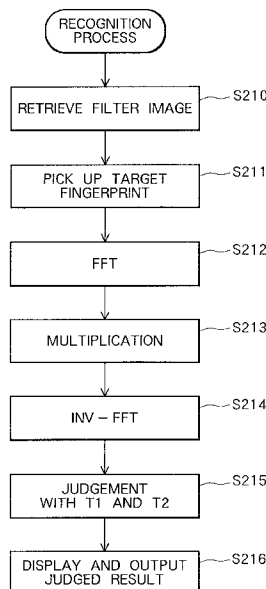 RECOGNITION
PROCESS
S210
RETRIEVE FILTER IMAGE
S211
PICK UP TARGET
FINGERPRINT
S212
FFT
S213
MULTIPLICATION
S214
INV-FFT
S215
JUDGEMENT
WITH T1 AND T2
S216
DISPLAY AND OUTPUT
JUDGED RESULT